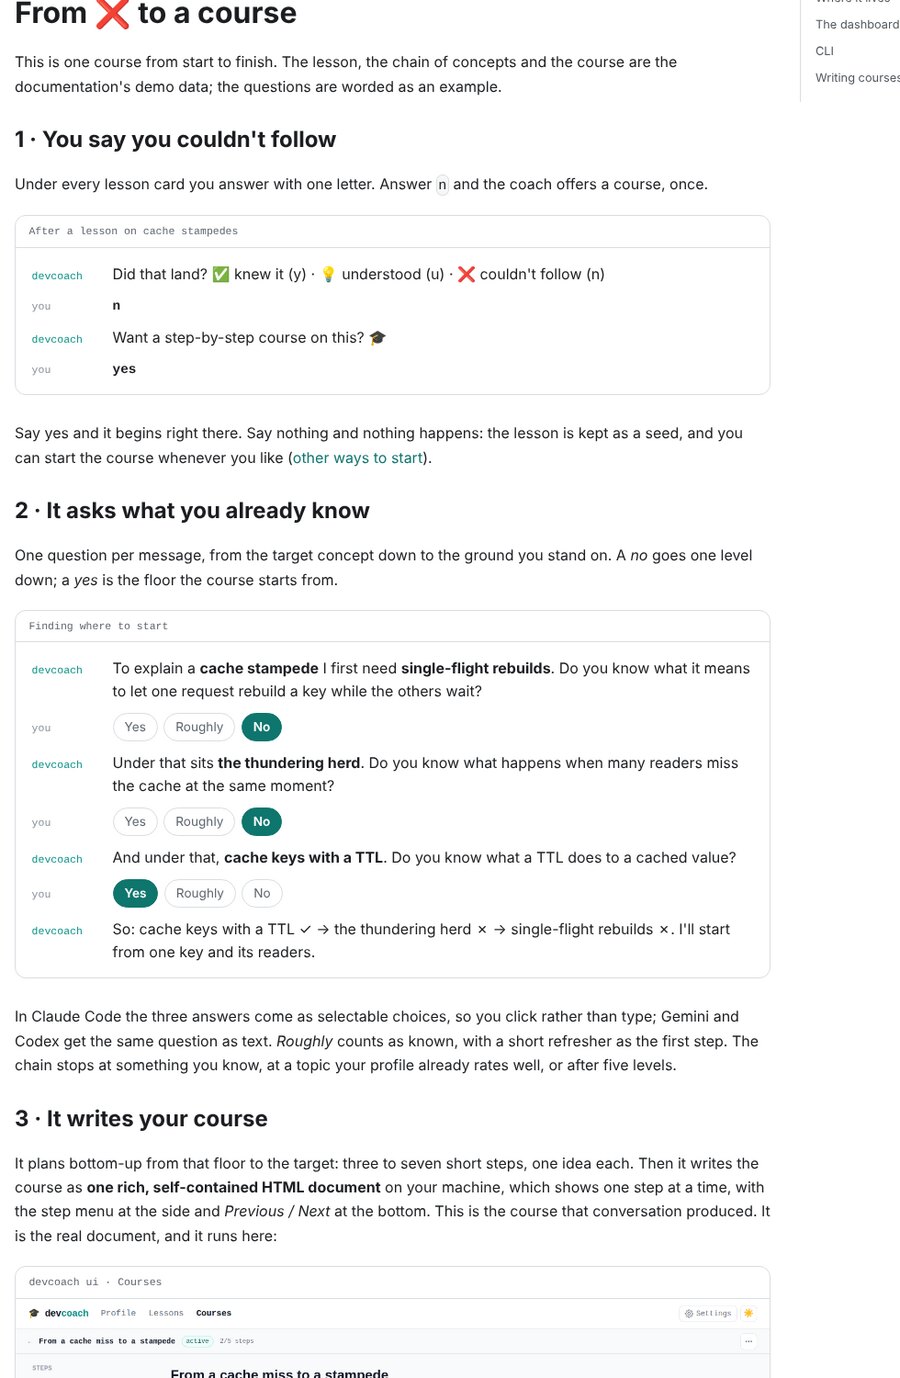 From ❌ to a course
The dashboard
CLI
Writing courses
This is one course from start to finish. The lesson, the chain of concepts and the course are the
documentation's demo data; the questions are worded as an example.
1 · You say you couldn't follow
Under every lesson card you answer with one letter. Answer n and the coach offers a course, once.
After a lesson on cache stampedes
devcoach Did that land? ✅ knew it (y) · 💡 understood (u) · ❌ couldn't follow (n)
you n
devcoach Want a step-by-step course on this? 🎓
you yes
Say yes and it begins right there. Say nothing and nothing happens: the lesson is kept as a seed, and you
can start the course whenever you like (other ways to start).
2 · It asks what you already know
One question per message, from the target concept down to the ground you stand on. A no goes one level
down; a yes is the floor the course starts from.
Finding where to start
devcoach To explain a cache stampede I first need single-flight rebuilds. Do you know what it means
to let one request rebuild a key while the others wait?
you Yes Roughly No
devcoach Under that sits the thundering herd. Do you know what happens when many readers miss
the cache at the same moment?
you Yes Roughly No
devcoach And under that, cache keys with a TTL. Do you know what a TTL does to a cached value?
you Yes Roughly No
devcoach So: cache keys with a TTL ✓ → the thundering herd × → single-flight rebuilds ×. I'll start
from one key and its readers.
In Claude Code the three answers come as selectable choices, so you click rather than type; Gemini and
Codex get the same question as text. Roughly counts as known, with a short refresher as the first step. The
chain stops at something you know, at a topic your profile already rates well, or after five levels.
3 · It writes your course
It plans bottom-up from that floor to the target: three to seven short steps, one idea each. Then it writes the
course as one rich, self-contained HTML document on your machine, which shows one step at a time, with
the step menu at the side and Previous / Next at the bottom. This is the course that conversation produced. It
is the real document, and it runs here:
devcoach ui · Courses
🎓 devcoach Profile Lessons Courses Settings ☀️
From a cache miss to a stampede active 2/5 steps ···
STEPS
From a cache miss to a stampede